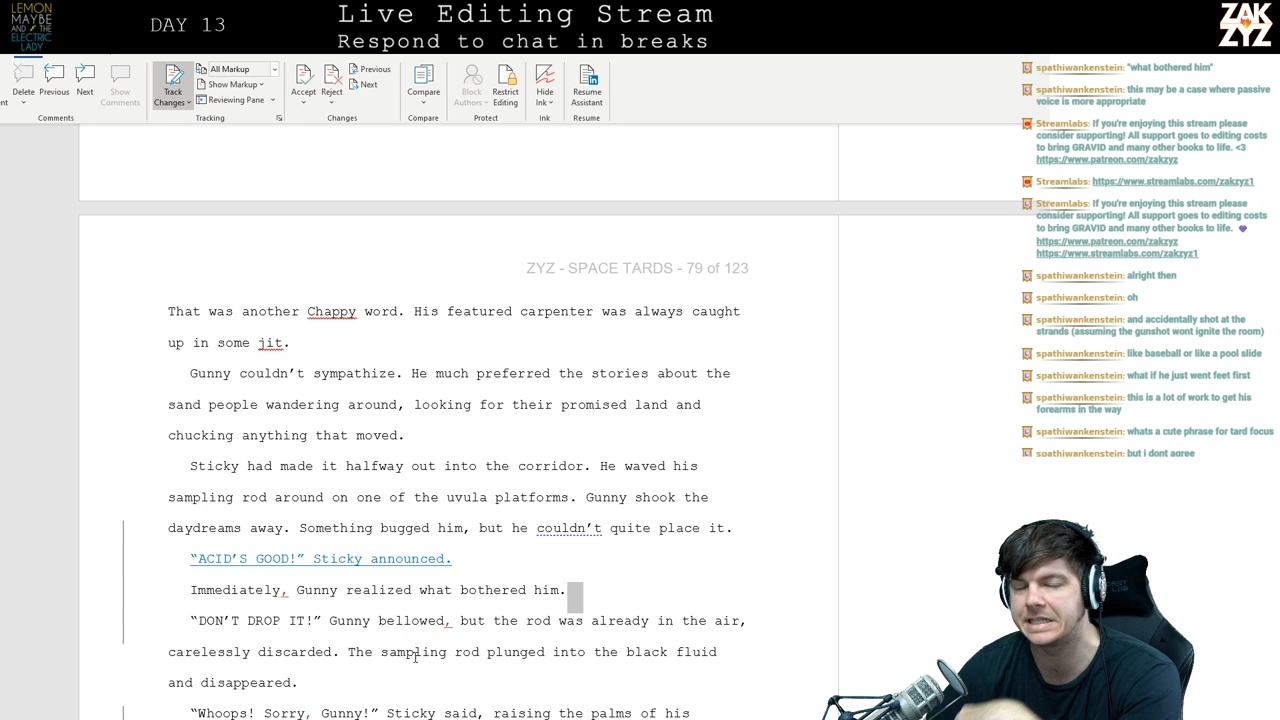 LEMON
MAYBE
AND THE
ELECTRIC
LADY
DAY 13
Live Editing Stream
Respond to chat in breaks
ZAK
ZYZ
Delete
Previous
Next
Show
Comments
Comments
Track
Changes
All Markup
Show Markup
Reviewing Pane
Tracking
Accept
Reject
Previous
Next
Changes
Compare
Compare
Block
Authors
Restrict
Editing
Protect
Hide
Ink
Ink
Resume
Assistant
Resume
ZYZ - SPACE TARDS - 79 of 123
That was another Chappy word. His featured carpenter was always caught
up in some jit.
Gunny couldn’t sympathize. He much preferred the stories about the
sand people wandering around, looking for their promised land and
chucking anything that moved.
Sticky had made it halfway out into the corridor. He waved his
sampling rod around on one of the uvula platforms. Gunny shook the
daydreams away. Something bugged him, but he couldn’t quite place it.
“ACID’S GOOD!” Sticky announced.
Immediately, Gunny realized what bothered him.
“DON’T DROP IT!” Gunny bellowed, but the rod was already in the air,
carelessly discarded. The sampling rod plunged into the black fluid
and disappeared.
“Whoops! Sorry, Gunny!” Sticky said, raising the palms of his
spathiwankenstein: "what bothered him"
spathiwankenstein: this may be a case where passive
voice is more appropriate
Streamlabs: If you're enjoying this stream please
consider supporting! All support goes to editing costs
to bring GRAVID and many other books to life. <3
https://www.patreon.com/zakzyz
Streamlabs: https://www.streamlabs.com/zakzyz1
Streamlabs: If you're enjoying this stream please
consider supporting! All support goes to editing costs
to bring GRAVID and many other books to life. 💜
https://www.patreon.com/zakzyz
https://www.streamlabs.com/zakzyz1
spathiwankenstein: alright then
spathiwankenstein: oh
spathiwankenstein: and accidentally shot at the
strands (assuming the gunshot wont ignite the room)
spathiwankenstein: like baseball or like a pool slide
spathiwankenstein: what if he just went feet first
spathiwankenstein: this is a lot of work to get his
forearms in the way
spathiwankenstein: whats a cute phrase for tard focus
spathiwankenstein: but i dont agree